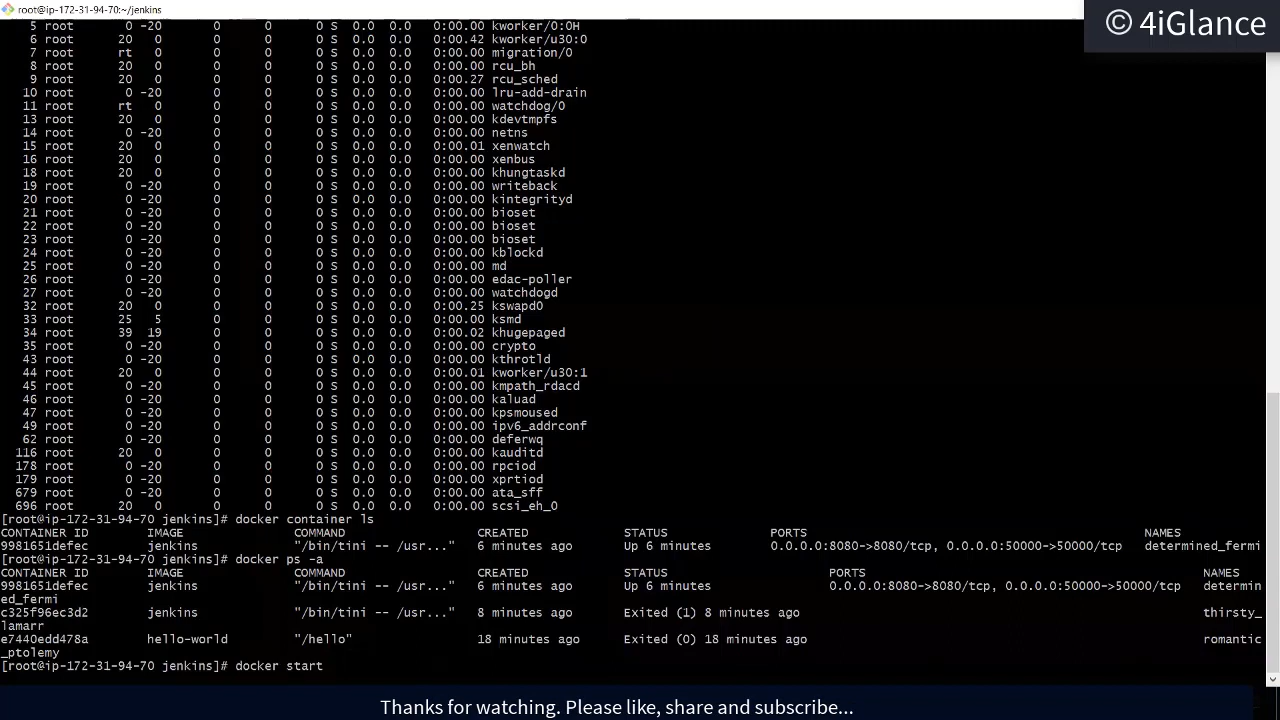 root@ip-172-31-94-70:~/jenkins
© 4iGlance
5 root 0 -20 0 0 0 S 0.0 0.0 0:00.00 kworker/0:0H
6 root 20 0 0 0 0 S 0.0 0.0 0:00.42 kworker/u30:0
7 root rt 0 0 0 0 S 0.0 0.0 0:00.00 migration/0
8 root 20 0 0 0 0 S 0.0 0.0 0:00.00 rcu_bh
9 root 20 0 0 0 0 S 0.0 0.0 0:00.27 rcu_sched
10 root 0 -20 0 0 0 S 0.0 0.0 0:00.00 lru-add-drain
11 root rt 0 0 0 0 S 0.0 0.0 0:00.00 watchdog/0
13 root 20 0 0 0 0 S 0.0 0.0 0:00.00 kdevtmpfs
14 root 0 -20 0 0 0 S 0.0 0.0 0:00.00 netns
15 root 20 0 0 0 0 S 0.0 0.0 0:00.01 xenwatch
16 root 20 0 0 0 0 S 0.0 0.0 0:00.00 xenbus
18 root 20 0 0 0 0 S 0.0 0.0 0:00.00 khungtaskd
19 root 0 -20 0 0 0 S 0.0 0.0 0:00.00 writeback
20 root 0 -20 0 0 0 S 0.0 0.0 0:00.00 kintegrityd
21 root 0 -20 0 0 0 S 0.0 0.0 0:00.00 bioset
22 root 0 -20 0 0 0 S 0.0 0.0 0:00.00 bioset
23 root 0 -20 0 0 0 S 0.0 0.0 0:00.00 bioset
24 root 0 -20 0 0 0 S 0.0 0.0 0:00.00 kblockd
25 root 0 -20 0 0 0 S 0.0 0.0 0:00.00 md
26 root 0 -20 0 0 0 S 0.0 0.0 0:00.00 edac-poller
27 root 0 -20 0 0 0 S 0.0 0.0 0:00.00 watchdogd
32 root 20 0 0 0 0 S 0.0 0.0 0:00.25 kswapd0
33 root 25 5 0 0 0 S 0.0 0.0 0:00.00 ksmd
34 root 39 19 0 0 0 S 0.0 0.0 0:00.02 khugepaged
35 root 0 -20 0 0 0 S 0.0 0.0 0:00.00 crypto
43 root 0 -20 0 0 0 S 0.0 0.0 0:00.00 kthrotld
44 root 20 0 0 0 0 S 0.0 0.0 0:00.01 kworker/u30:1
45 root 0 -20 0 0 0 S 0.0 0.0 0:00.00 kmpath_rdacd
46 root 0 -20 0 0 0 S 0.0 0.0 0:00.00 kaluad
47 root 0 -20 0 0 0 S 0.0 0.0 0:00.00 kpsmoused
49 root 0 -20 0 0 0 S 0.0 0.0 0:00.00 ipv6_addrconf
62 root 0 -20 0 0 0 S 0.0 0.0 0:00.00 deferwq
116 root 20 0 0 0 0 S 0.0 0.0 0:00.00 kauditd
178 root 0 -20 0 0 0 S 0.0 0.0 0:00.00 rpciod
179 root 0 -20 0 0 0 S 0.0 0.0 0:00.00 xprtiod
679 root 0 -20 0 0 0 S 0.0 0.0 0:00.00 ata_sff
696 root 20 0 0 0 0 S 0.0 0.0 0:00.00 scsi_eh_0
[root@ip-172-31-94-70 jenkins]# docker container ls
CONTAINER ID IMAGE COMMAND CREATED STATUS PORTS NAMES
9981651defec jenkins "/bin/tini -- /usr..." 6 minutes ago Up 6 minutes 0.0.0.0:8080->8080/tcp, 0.0.0.0:50000->50000/tcp determined_fermi
[root@ip-172-31-94-70 jenkins]# docker ps -a
CONTAINER ID IMAGE COMMAND CREATED STATUS PORTS NAMES
9981651defec jenkins "/bin/tini -- /usr..." 6 minutes ago Up 6 minutes 0.0.0.0:8080->8080/tcp, 0.0.0.0:50000->50000/tcp determin
ed_fermi
c325f96ec3d2 jenkins "/bin/tini -- /usr..." 8 minutes ago Exited (1) 8 minutes ago thirsty_
lamarr
e7440edd478a hello-world "/hello" 18 minutes ago Exited (0) 18 minutes ago romantic
_ptolemy
[root@ip-172-31-94-70 jenkins]# docker start
Thanks for watching. Please like, share and subscribe...